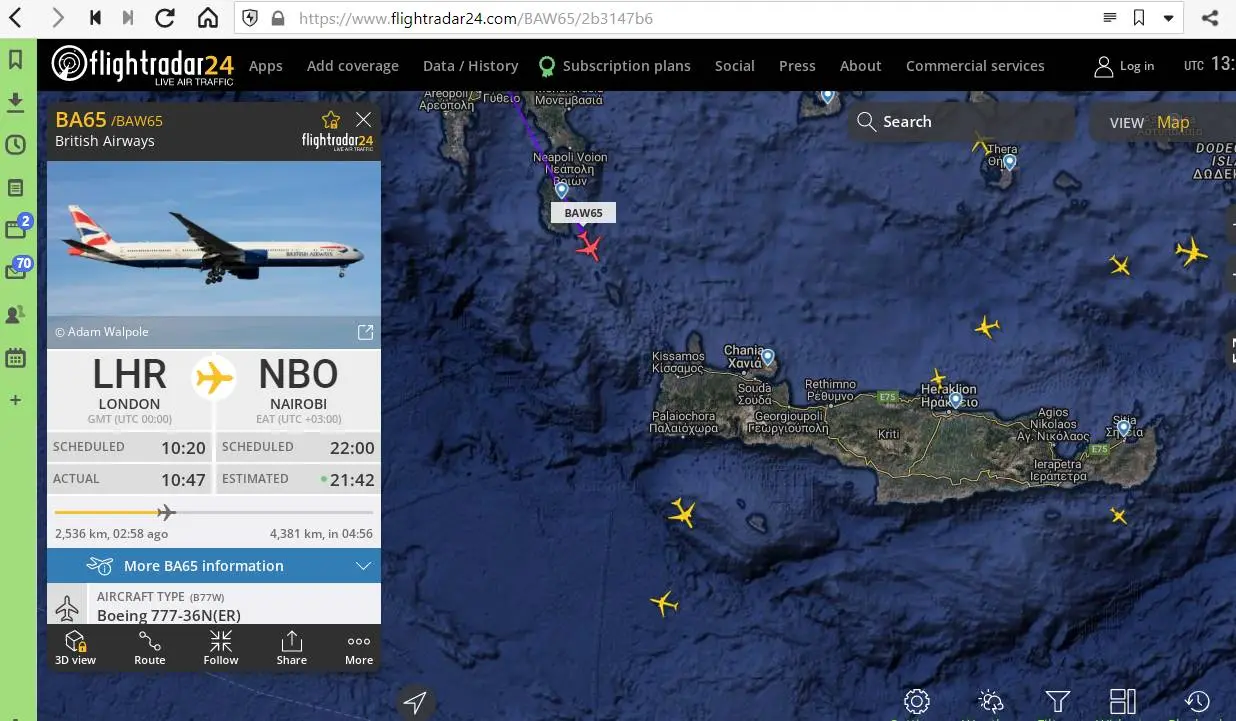 https://www.flightradar24.com/BAW65/2b3147b6
flightradar24
LIVE AIR TRAFFIC
Apps
Add coverage
Data / History
Subscription plans
Social
Press
About
Commercial services
Log in
UTC 13:
2
70
BA65 /BAW65
British Airways
flightradar24
LIVE AIR TRAFFIC
BRITISH AIRWAYS
© Adam Walpole
LHR
LONDON
GMT (UTC 00:00)
NBO
NAIROBI
EAT (UTC +03:00)
SCHEDULED 10:20
SCHEDULED 22:00
ACTUAL 10:47
ESTIMATED 21:42
2,536 km, 02:58 ago
4,381 km, in 04:56
More BA65 information
AIRCRAFT TYPE (B77W)
Boeing 777-36N(ER)
3D view
Route
Follow
Share
More
Search
VIEW Map
Areopoli
Αρεόπολη
Γύθειο
Μονεμβασιά
Neapoli Voion
Νεάπολη
Βοιών
BAW65
Thera
Θήρα
DODE
ISL
ΔΩΔΕΚ
Kissamos
Κίσσαμος
Chania
Χανιά
Souda
Σούδα
Rethimno
Ρέθυμνο
E75
Heraklion
Ηράκλειο
Palaiochora
Παλαιοχώρα
Georgioupoli
Γεωργιούπολη
Kriti
Agios
Nikolaos
Αγ. Νικόλαος
Sitia
Σητεία
E75
Ierapetra
Ιεράπετρα